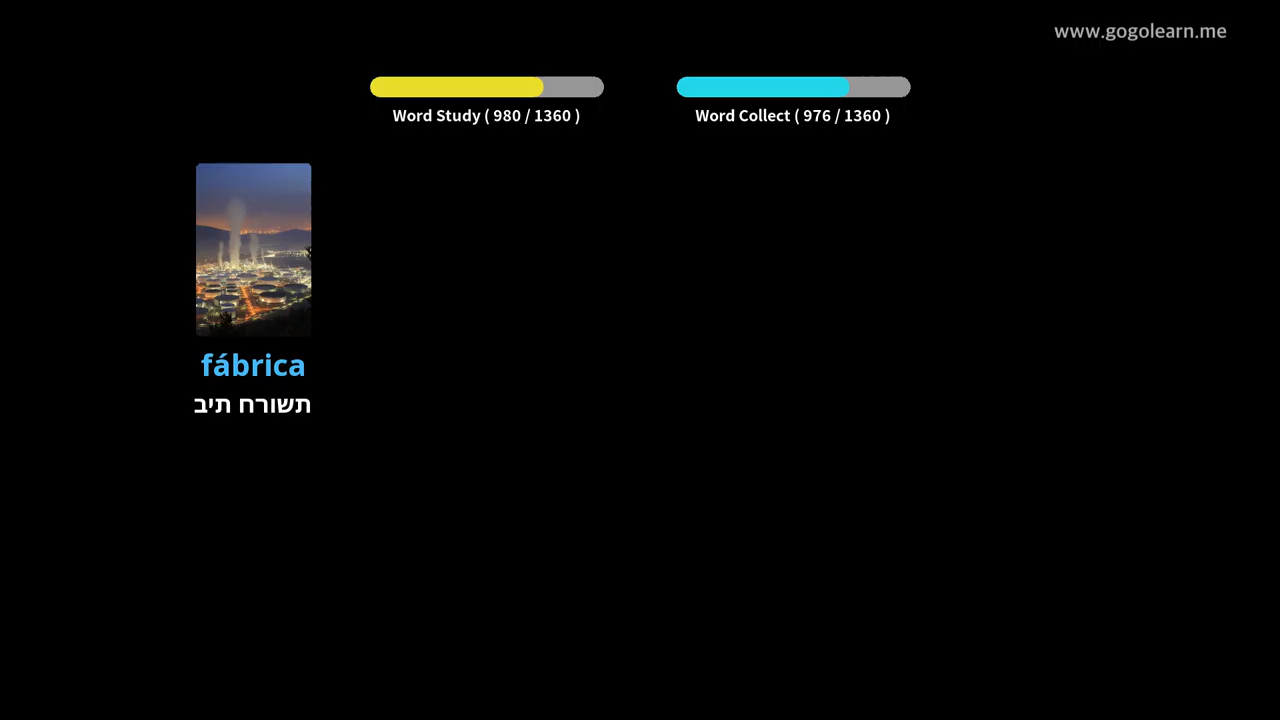 www.gogolearn.me
Word Study ( 980 / 1360 )
Word Collect ( 976 / 1360 )
fábrica
תשורח תיב